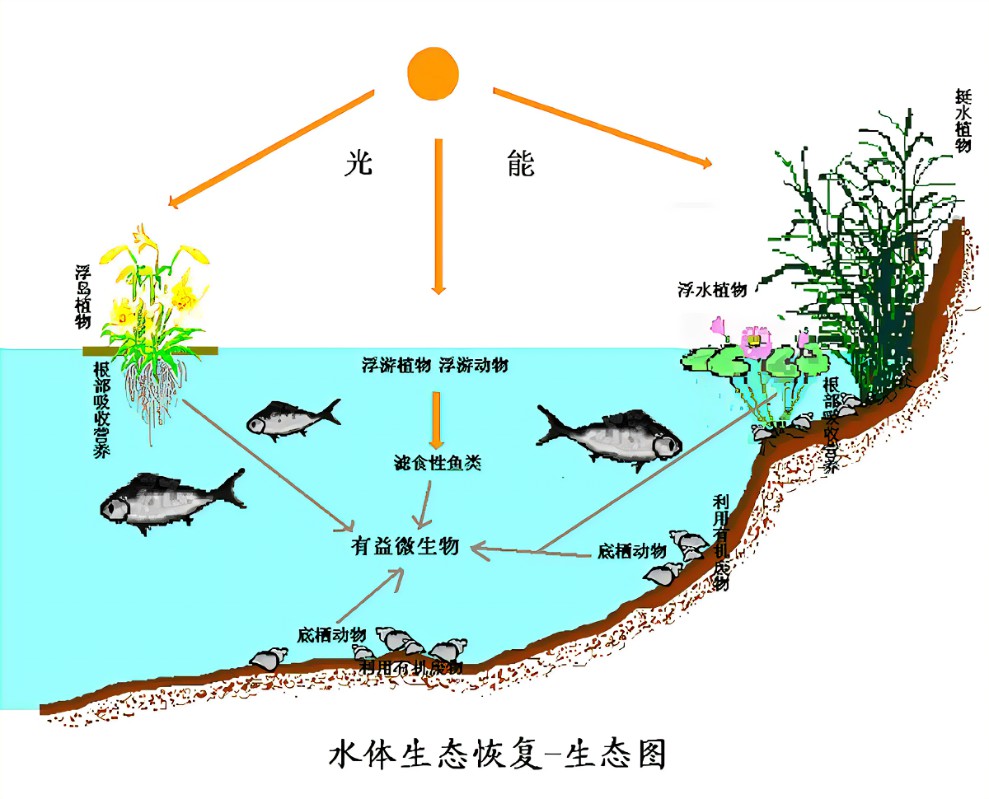 光 能
挺水植物
浮岛植物
浮水植物
浮游植物 浮游动物
根部吸收营养
根部吸收营养
滤食性鱼类
利用有机废物
有益微生物
底栖动物
底栖动物
利用有机废物
水体生态恢复-生态图